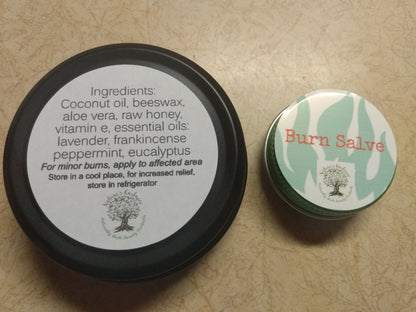 Ingredients:
Coconut oil, beeswax,
aloe vera, raw honey,
vitamin e, essential oils:
lavender, frankincense
peppermint, eucalyptus
For minor burns, apply to affected area
Store in a cool place, for increased relief,
store in refrigerator
Burn Salve